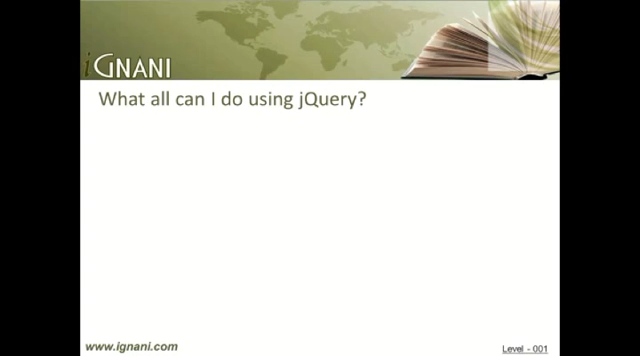 iGNANI
What all can I do using jQuery?
www.ignani.com
Level - 001